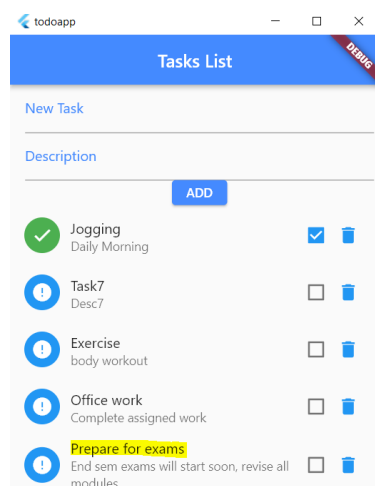 todoapp
Tasks List
DEBUG
New Task
Description
ADD
Jogging
Daily Morning
Task7
Desc7
Exercise
body workout
Office work
Complete assigned work
Prepare for exams
End sem exams will start soon, revise all
modules